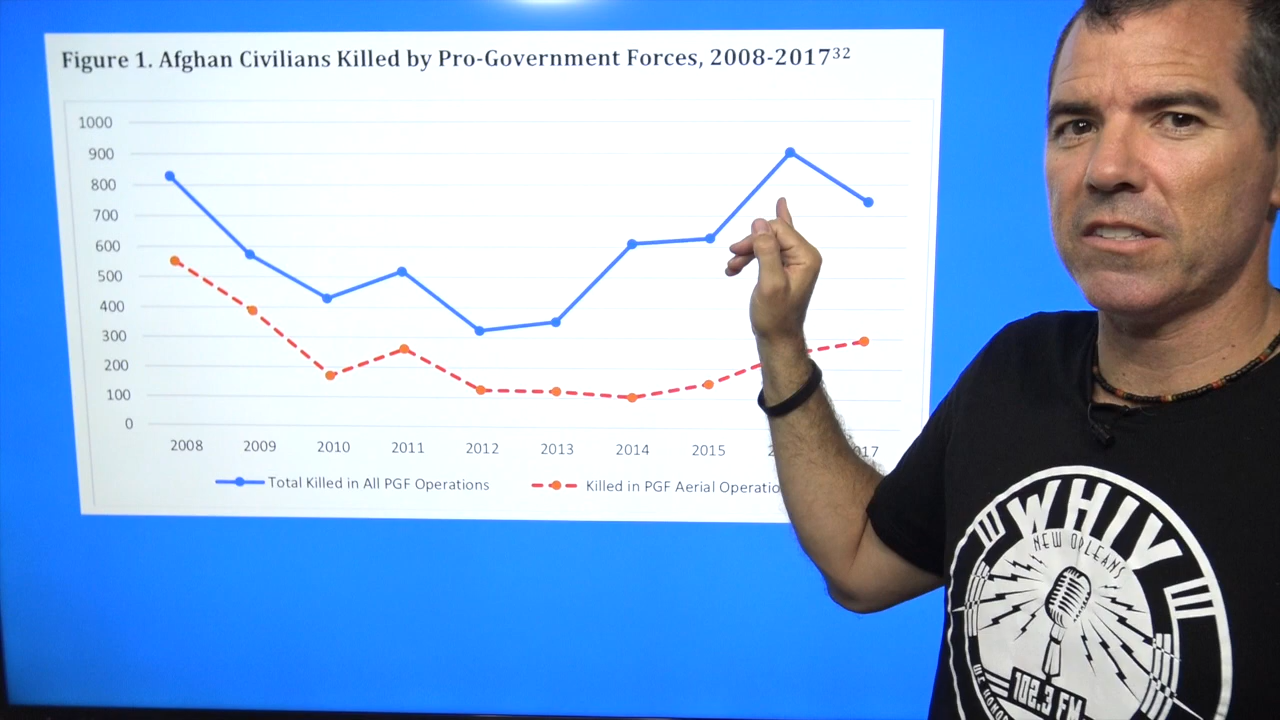 Figure 1. Afghan Civilians Killed by Pro-Government Forces, 2008-2017³²
1000
900
800
700
600
500
400
300
200
100
0
2008 2009 2010 2011 2012 2013 2014 2015
Total Killed in All PGF Operations
Killed in PGF Aerial
WHIV
NEW ORLEANS
102.3 FM